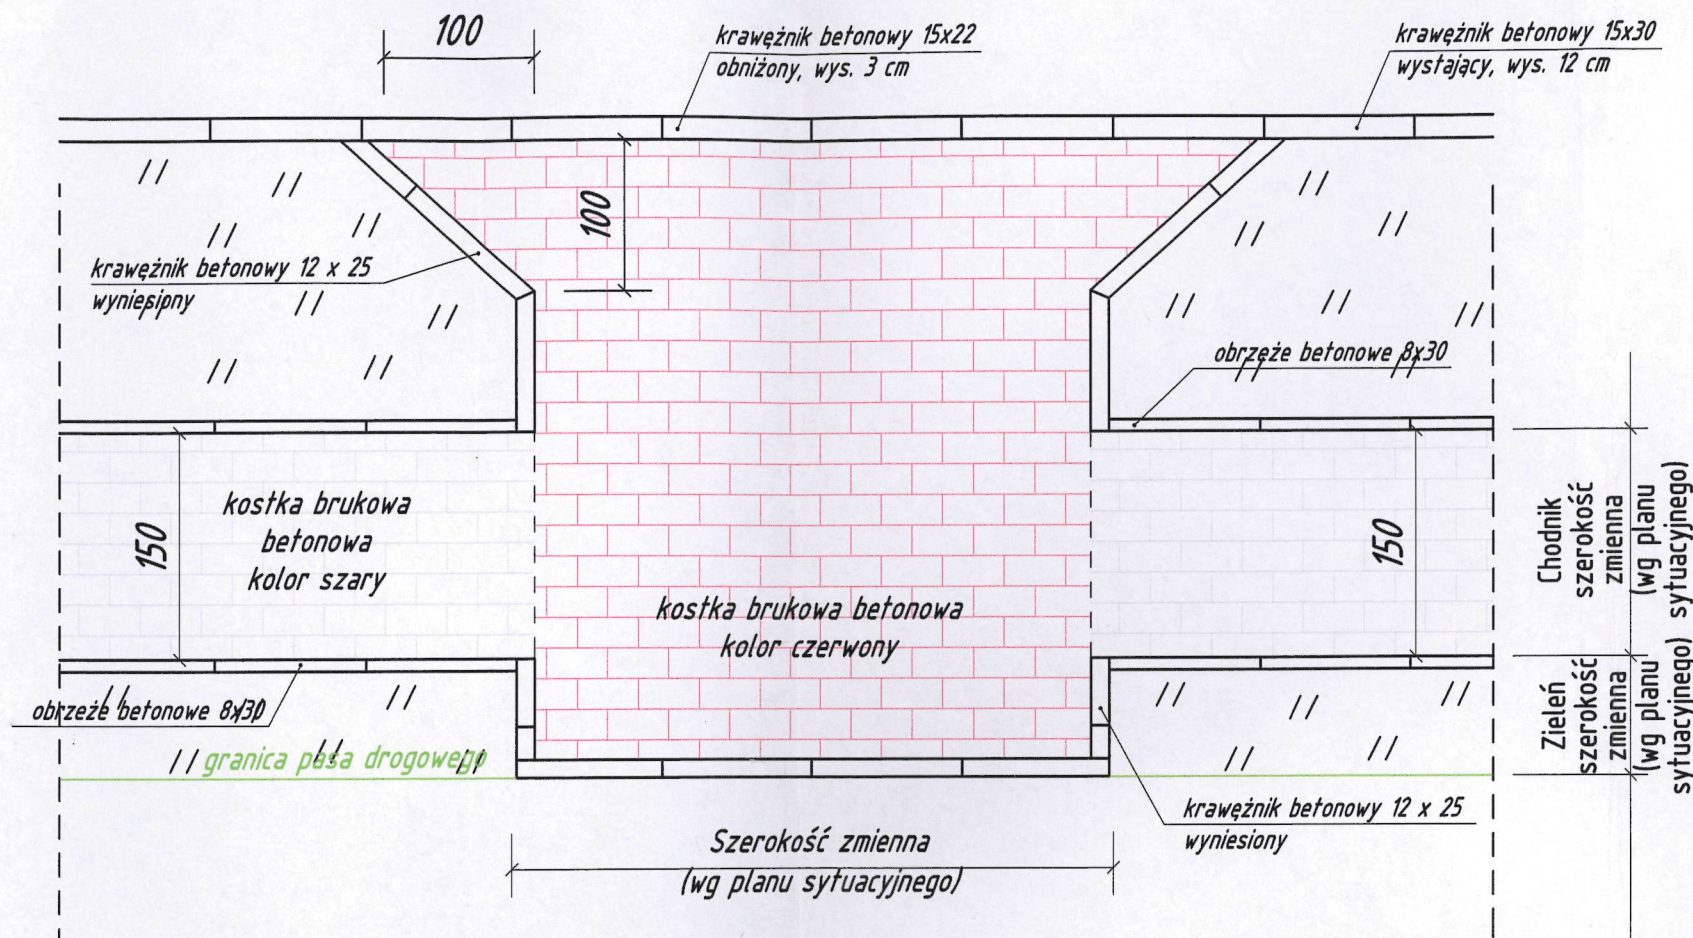 100
krawężnik betonowy 15x22
obniżony, wys. 3 cm
krawężnik betonowy 15x30
wystający, wys. 12 cm
100
krawężnik betonowy 12 x 25
wyniesipny
obrzeże betonowe 8x30
150
kostka brukowa
betonowa
kolor szary
150
Chodnik
szerokość
zmienna
(wg planu
sytuacyjnego)
kostka brukowa betonowa
kolor czerwony
obrzeże betonowe 8x30
granica pasa drogowego
Zieleń
szerokość
zmienna
(wg planu
sytuacyjnego)
krawężnik betonowy 12 x 25
wyniesiony
Szerokość zmienna
(wg planu sytuacyjnego)